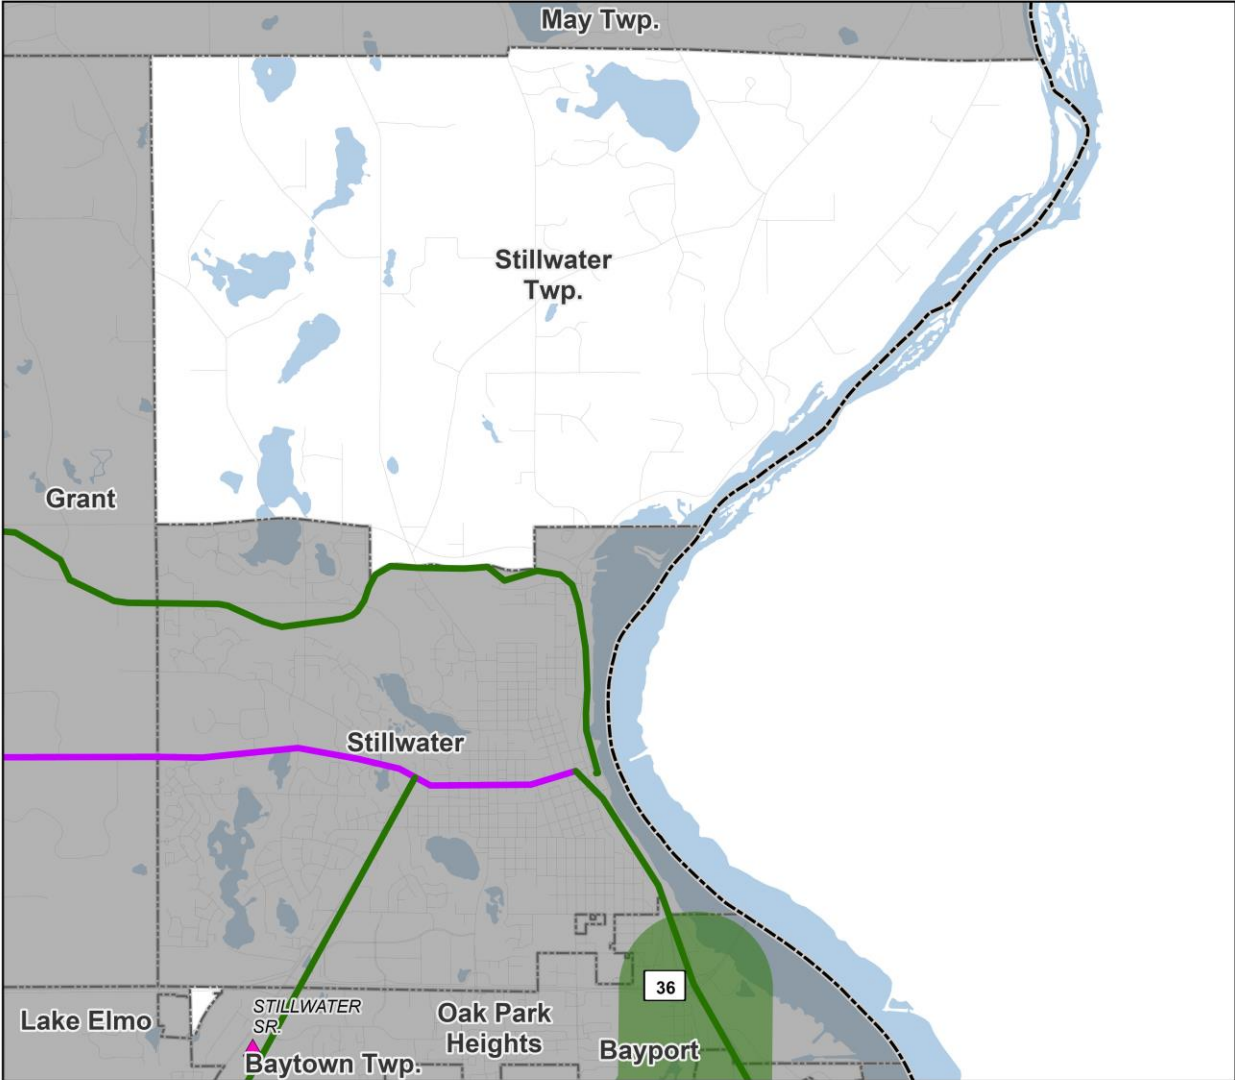 May Twp.
Stillwater
Twp.
Grant
Stillwater
36
STILLWATER
SR.
Lake Elmo
Oak Park
Heights
Bayport
Baytown Twp.